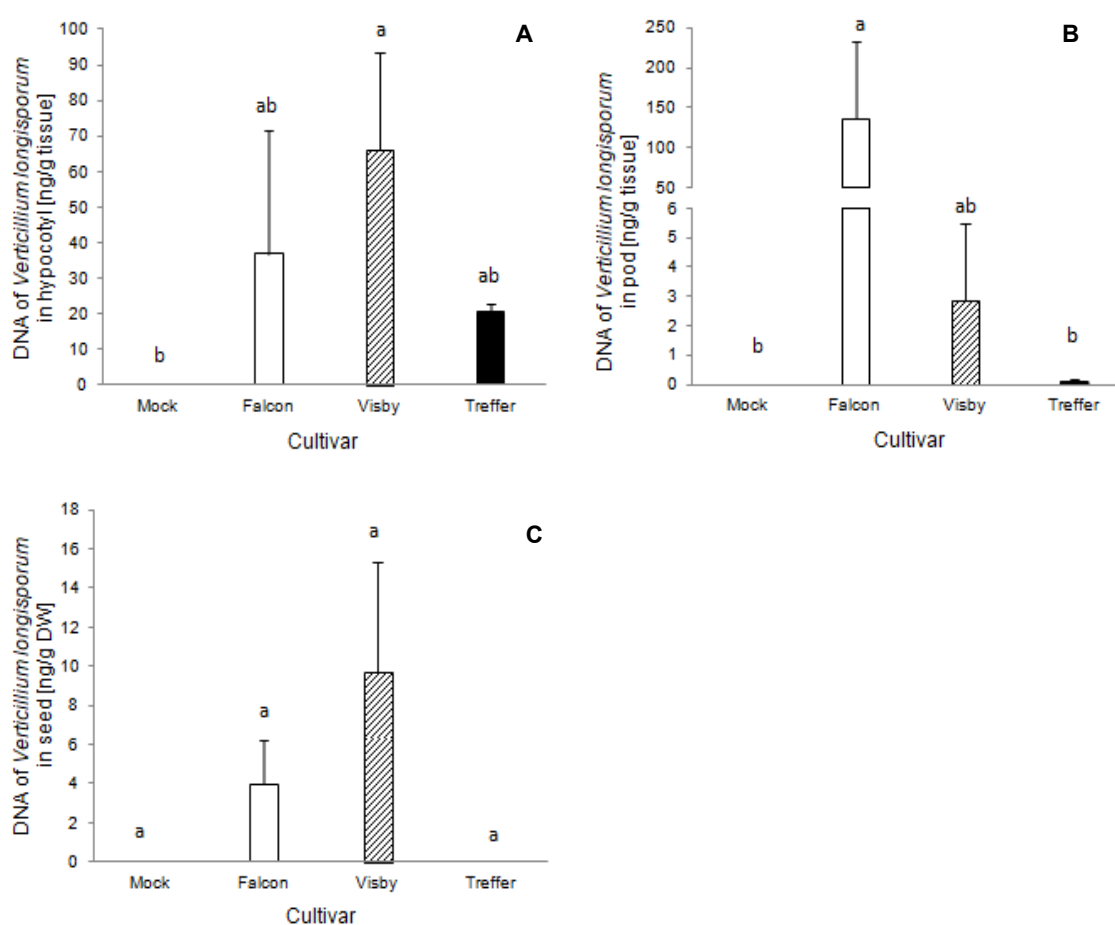 A
DNA of Verticillium longisporum
in hypocotyl [ng/g tissue]
100
90
80
70
60
50
40
30
20
10
0
b
ab
a
ab
Mock Falcon Visby Treffer
Cultivar
B
DNA of Verticillium longisporum
in pod [ng/g tissue]
250
200
150
100
50
6
5
4
3
2
1
0
b
a
ab
b
Mock Falcon Visby Treffer
Cultivar
C
DNA of Verticillium longisporum
in seed [ng/g DW]
18
16
14
12
10
8
6
4
2
0
a
a
a
a
Mock Falcon Visby Treffer
Cultivar